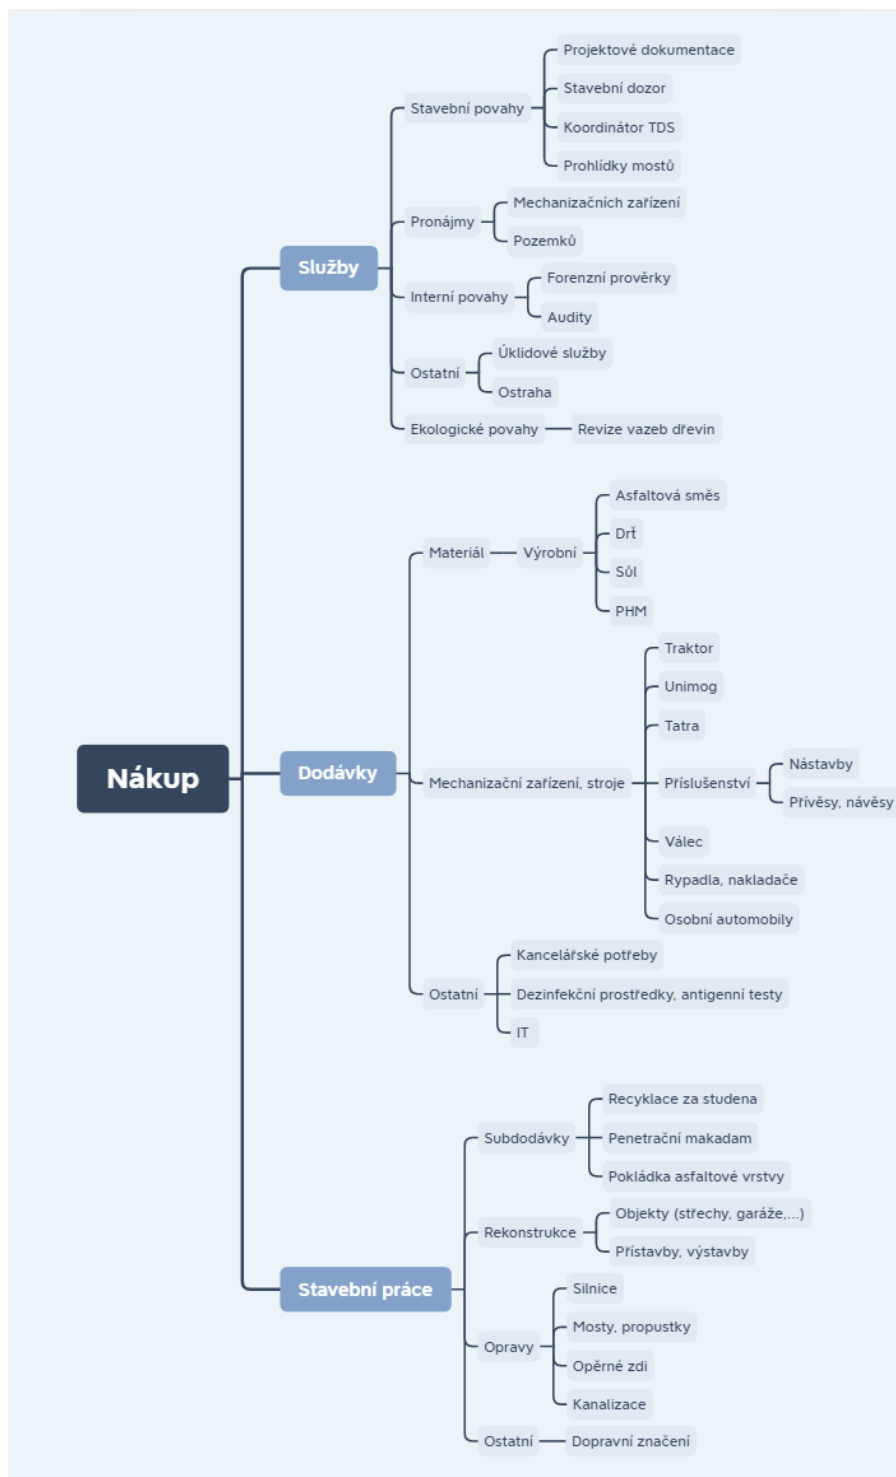 Nákup
Služby
Stavební povahy
Projektové dokumentace
Stavební dozor
Koordinátor TDS
Prohlídky mostů
Pronájmy
Mechanizačních zařízení
Pozemků
Interní povahy
Forenzní prověrky
Audity
Ostatní
Úklidové služby
Ostraha
Ekologické povahy
Revize vazeb dřevin
Dodávky
Materiál
Výrobní
Asfaltová směs
Drť
Sůl
PHM
Mechanizační zařízení, stroje
Traktor
Unimog
Tatra
Příslušenství
Nástavby
Přívěsy, návěsy
Válec
Rypadla, nakladače
Osobní automobily
Ostatní
Kancelářské potřeby
Dezinfekční prostředky, antigenní testy
IT
Stavební práce
Subdodávky
Recyklace za studena
Penetrační makadam
Pokládka asfaltové vrstvy
Rekonstrukce
Objekty (střechy, garáže,...)
Přístavby, výstavby
Opravy
Silnice
Mosty, propustky
Opěrné zdi
Kanalizace
Ostatní
Dopravní značení